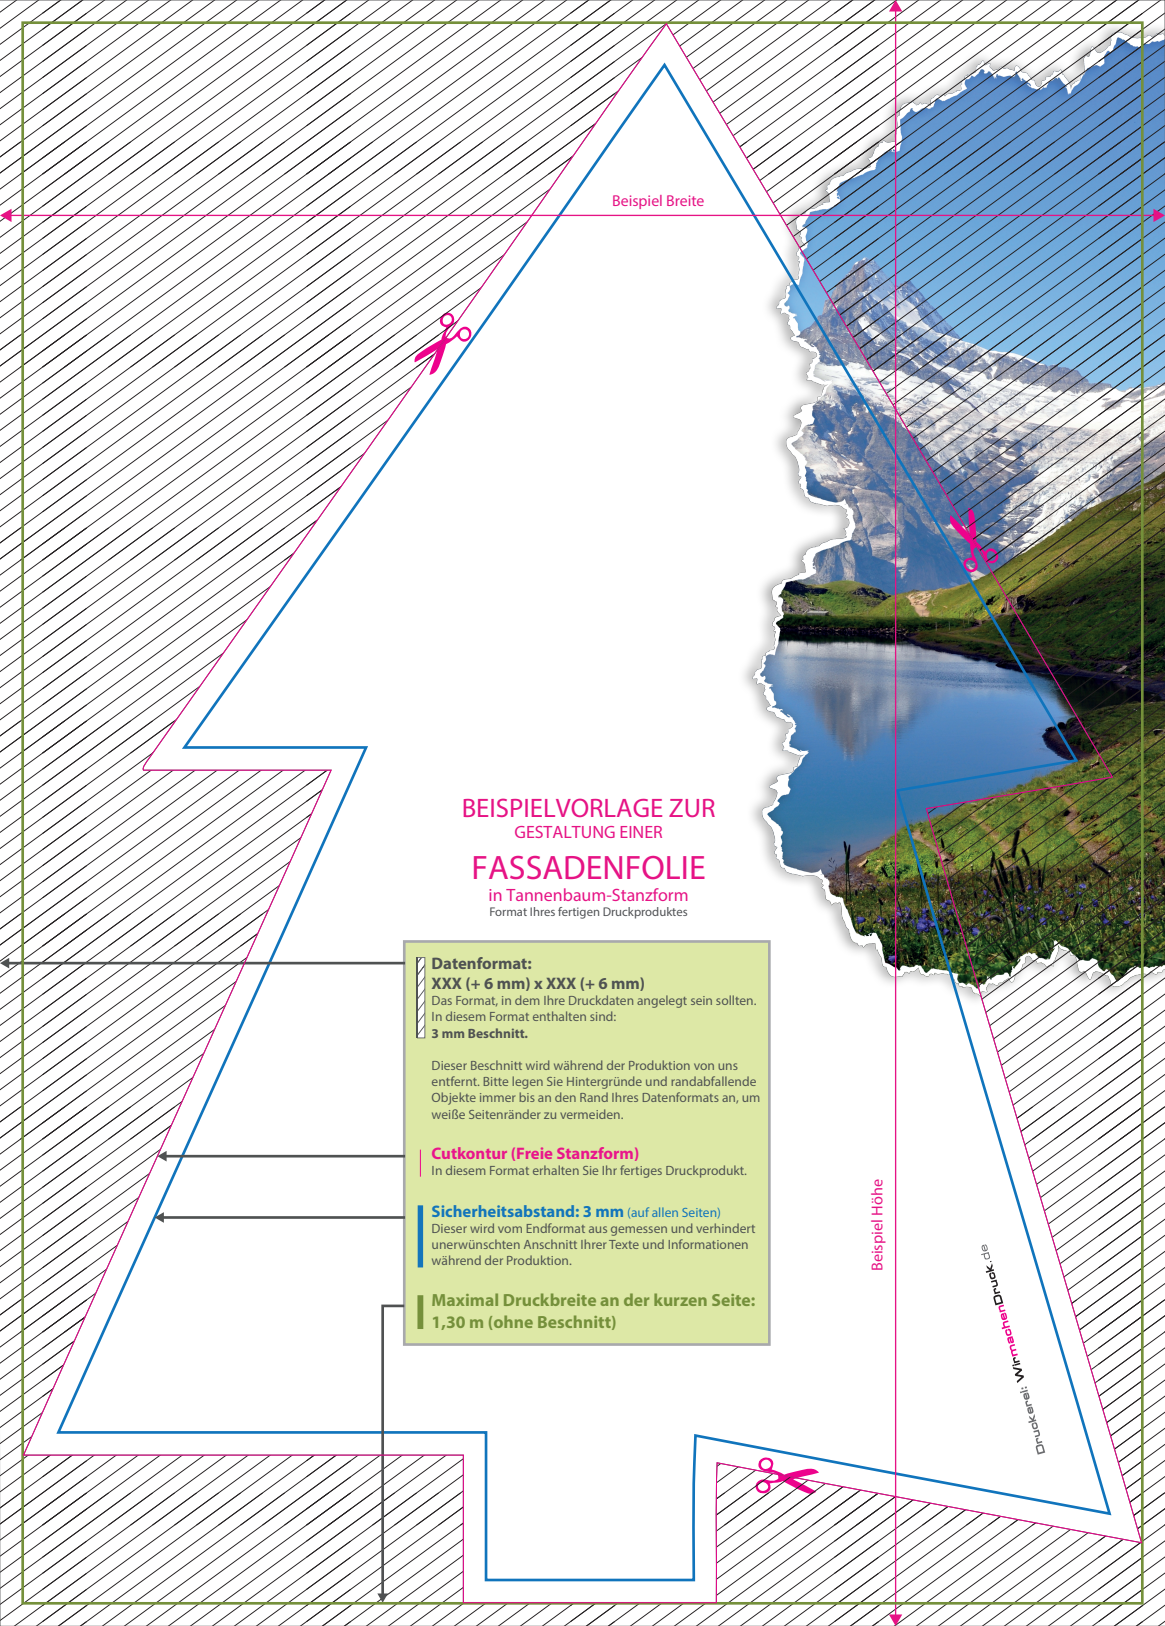 Beispiel Breite
BEISPIELVORLAGE ZUR
GESTALTUNG EINER
FASSADENFOLIE
in Tannenbaum-Stanzform
Format Ihres fertigen Druckproduktes
Datenformat:
XXX (+ 6 mm) x XXX (+ 6 mm)
Das Format, in dem Ihre Druckdaten angelegt sein sollten.
In diesem Format enthalten sind:
3 mm Beschnitt.
Dieser Beschnitt wird während der Produktion von uns
entfernt. Bitte legen Sie Hintergründe und randabfallende
Objekte immer bis an den Rand Ihres Datenformats an, um
weiße Seitenränder zu vermeiden.
Cutkontur (Freie Stanzform)
In diesem Format erhalten Sie Ihr fertiges Druckprodukt.
Sicherheitsabstand: 3 mm (auf allen Seiten)
Dieser wird vom Endformat aus gemessen und verhindert
unerwünschten Anschnitt Ihrer Texte und Informationen
während der Produktion.
Maximal Druckbreite an der kurzen Seite:
1,30 m (ohne Beschnitt)
Beispiel Höhe
Druckerei: WirmachenDruck.de